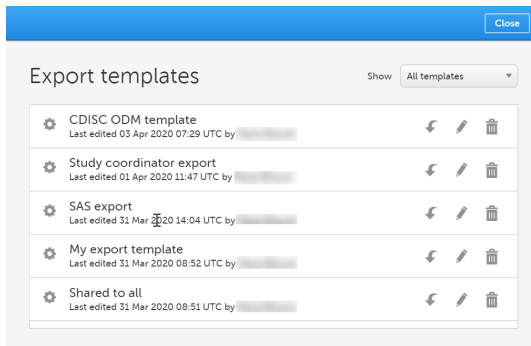 Close
Export templates
Show All templates
CDISC ODM template
Last edited 03 Apr 2020 07:29 UTC by
Study coordinator export
Last edited 01 Apr 2020 11:47 UTC by
SAS export
Last edited 31 Mar 2020 14:04 UTC by
My export template
Last edited 31 Mar 2020 08:52 UTC by
Shared to all
Last edited 31 Mar 2020 08:51 UTC by